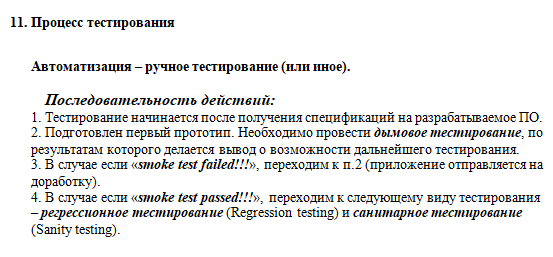 11. Процесс тестирования
Автоматизация – ручное тестирование (или иное).
Последовательность действий:
1. Тестирование начинается после получения спецификаций на разрабатываемое ПО.
2. Подготовлен первый прототип. Необходимо провести дымовое тестирование, по
результатам которого делается вывод о возможности дальнейшего тестирования.
3. В случае если «smoke test failed!!!», переходим к п.2 (приложение отправляется на
доработку).
4. В случае если «smoke test passed!!!», переходим к следующему виду тестирования
– регрессионное тестирование (Regression testing) и санитарное тестирование
(Sanity testing).